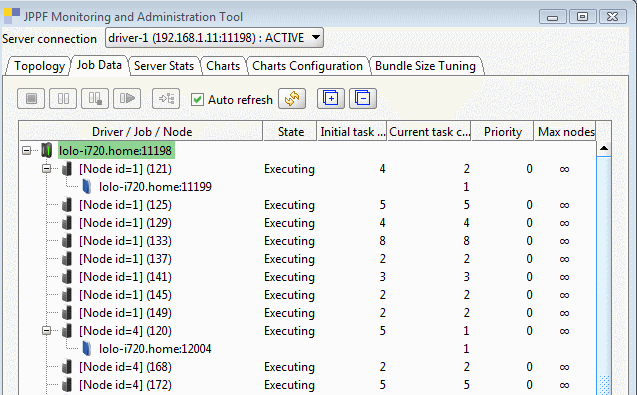 JPPF Monitoring and Administration Tool
Server connection driver-1 (192.168.1.11:11198) : ACTIVE
Topology Job Data Server Stats Charts Charts Configuration Bundle Size Tuning
Auto refresh
Driver / Job / Node State Initial task ... Current task c... Priority Max nodes
lolo-i720.home:11198
[Node id=1] (121) Executing 4 2 0 ∞
lolo-i720.home:11199 1
[Node id=1] (125) Executing 5 5 0 ∞
[Node id=1] (129) Executing 4 4 0 ∞
[Node id=1] (133) Executing 8 8 0 ∞
[Node id=1] (137) Executing 2 2 0 ∞
[Node id=1] (141) Executing 3 3 0 ∞
[Node id=1] (145) Executing 2 2 0 ∞
[Node id=1] (149) Executing 2 2 0 ∞
[Node id=4] (120) Executing 5 1 0 ∞
lolo-i720.home:12004 1
[Node id=4] (168) Executing 2 2 0 ∞
[Node id=4] (172) Executing 5 5 0 ∞